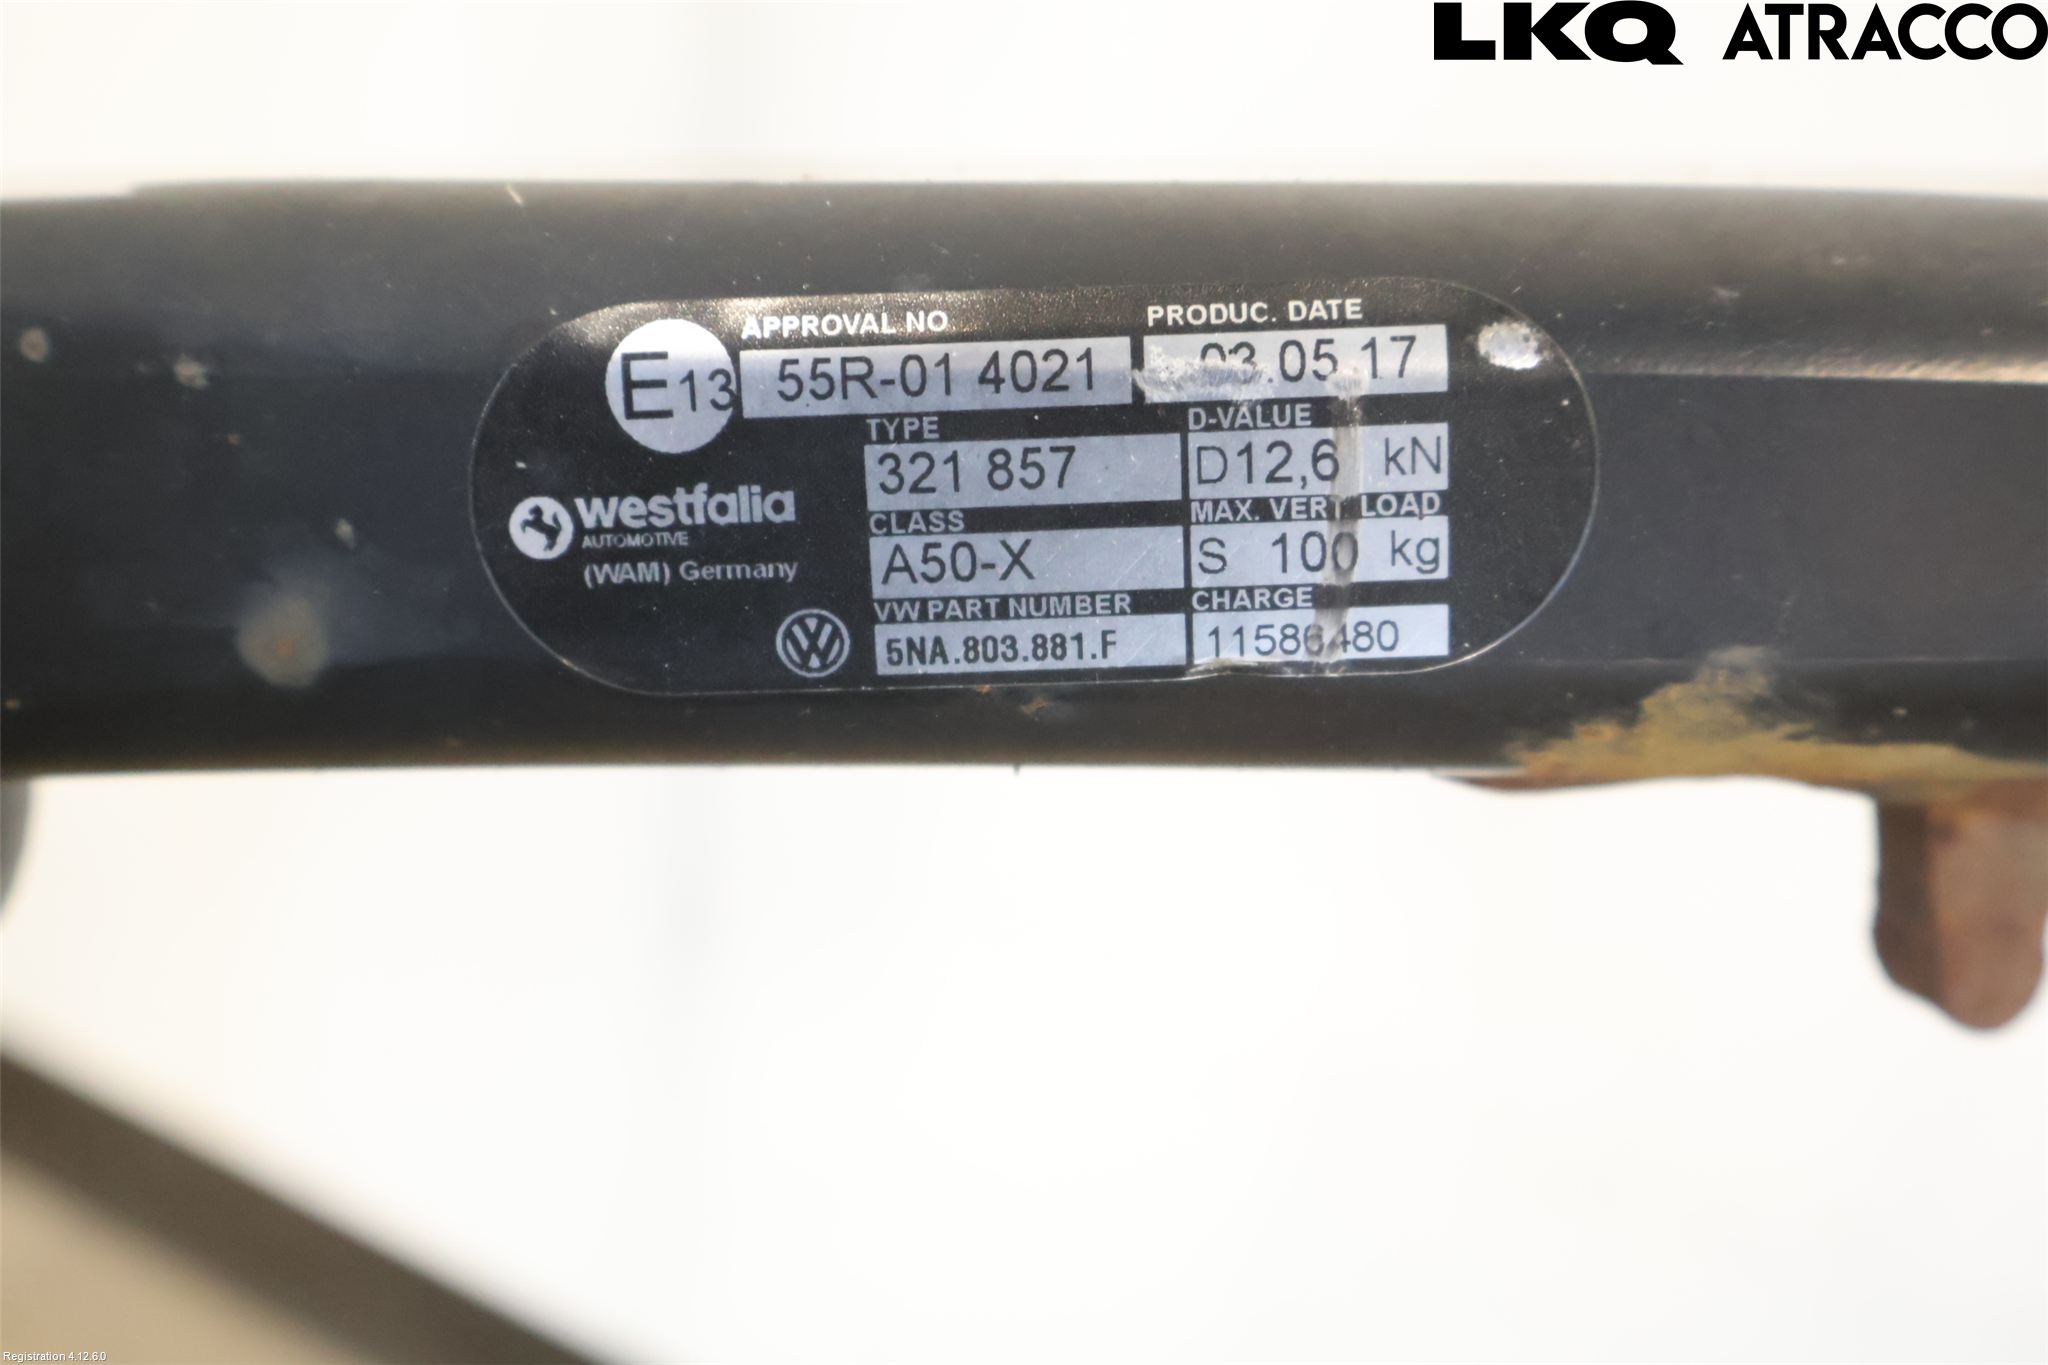 LKQ ATRACCO
APPROVAL NO PRODUC. DATE
E13 55R-01 4021 03.05.17
TYPE D-VALUE
321 857 D12,6 kN
westfalia
AUTOMOTIVE
(WAM) Germany
CLASS MAX. VERT LOAD
A50-X S 100 kg
VW PART NUMBER CHARGE
VW 5NA.803.881.F 11586480
Registration 4.12.6.0